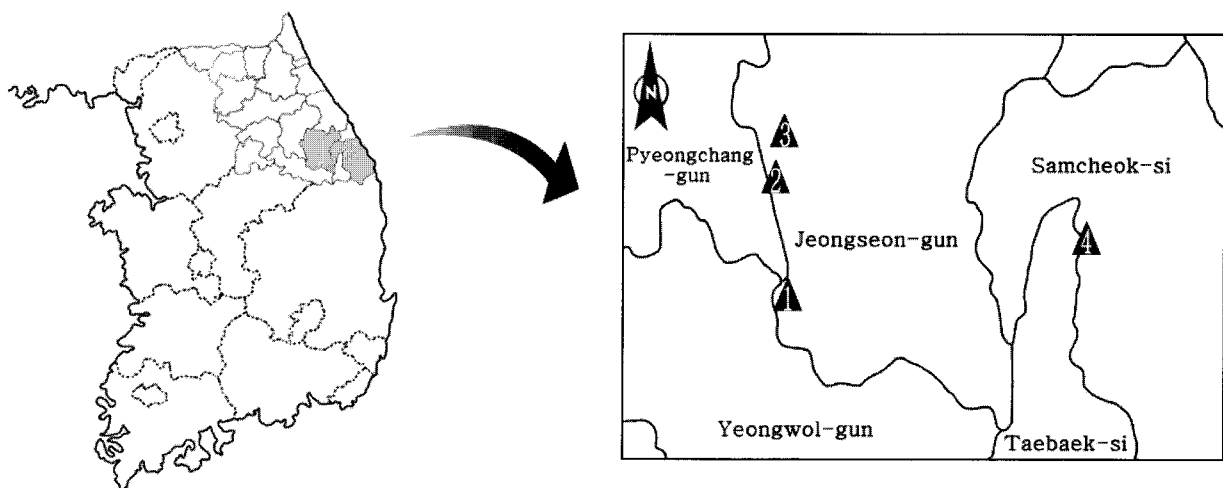 N
3
Pyeongchang
-gun
2
Samcheok-si
Jeongseon-gun
4
1
Yeongwol-gun
Taebaek-si